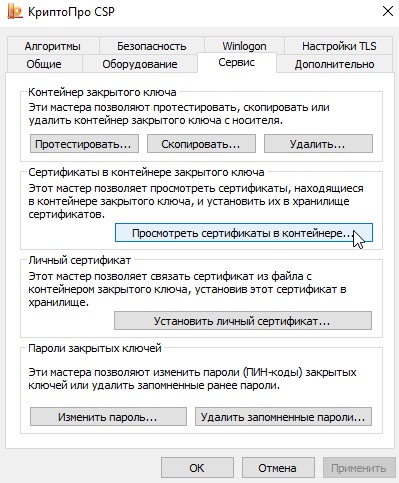 КриптоПро CSP
Алгоритмы Безопасность Winlogon Настройки TLS
Общие Оборудование Сервис Дополнительно
Контейнер закрытого ключа
Эти мастера позволяют протестировать, скопировать или
удалить контейнер закрытого ключа с носителя.
Протестировать... Скопировать... Удалить...
Сертификаты в контейнере закрытого ключа
Этот мастер позволяет просмотреть сертификаты, находящиеся
в контейнере закрытого ключа, и установить их в хранилище
сертификатов.
Просмотреть сертификаты в контейнере...
Личный сертификат
Этот мастер позволяет связать сертификат из файла с
контейнером закрытого ключа, установив этот сертификат в
хранилище.
Установить личный сертификат...
Пароли закрытых ключей
Эти мастера позволяют изменить пароли (ПИН-коды) закрытых
ключей или удалить запомненные ранее пароли.
Изменить пароль... Удалить запомненные пароли...
ОК Отмена Применить